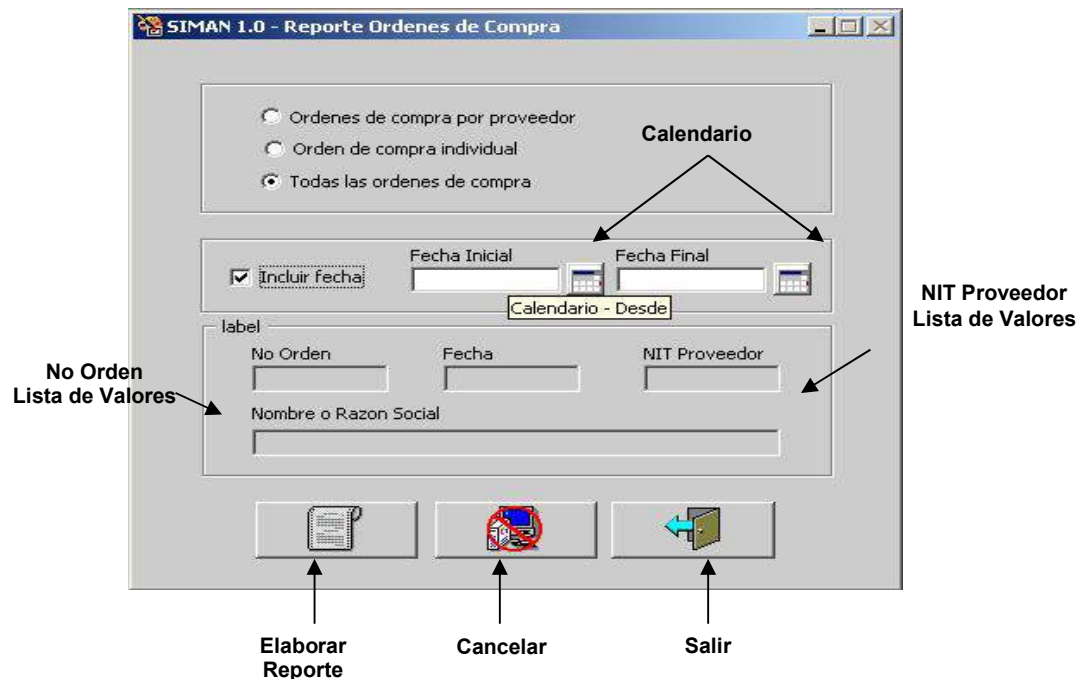 SIMAN 1.0 - Reporte Ordenes de Compra
Ordenes de compra por proveedor
Orden de compra individual
Todas las ordenes de compra
Calendario
Incluir fecha
Fecha Inicial
Fecha Final
Calendario - Desde
NIT Proveedor
Lista de Valores
label
No Orden
Fecha
NIT Proveedor
No Orden
Lista de Valores
Nombre o Razon Social
Elaborar
Reporte
Cancelar
Salir